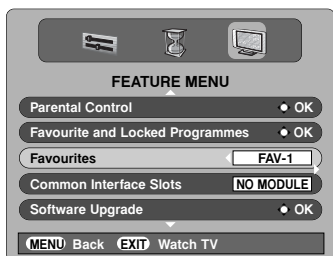 FEATURE MENU
Parental Control OK
Favourite and Locked Programmes OK
Favourites FAV-1
Common Interface Slots NO MODULE
Software Upgrade OK
MENU Back EXIT Watch TV